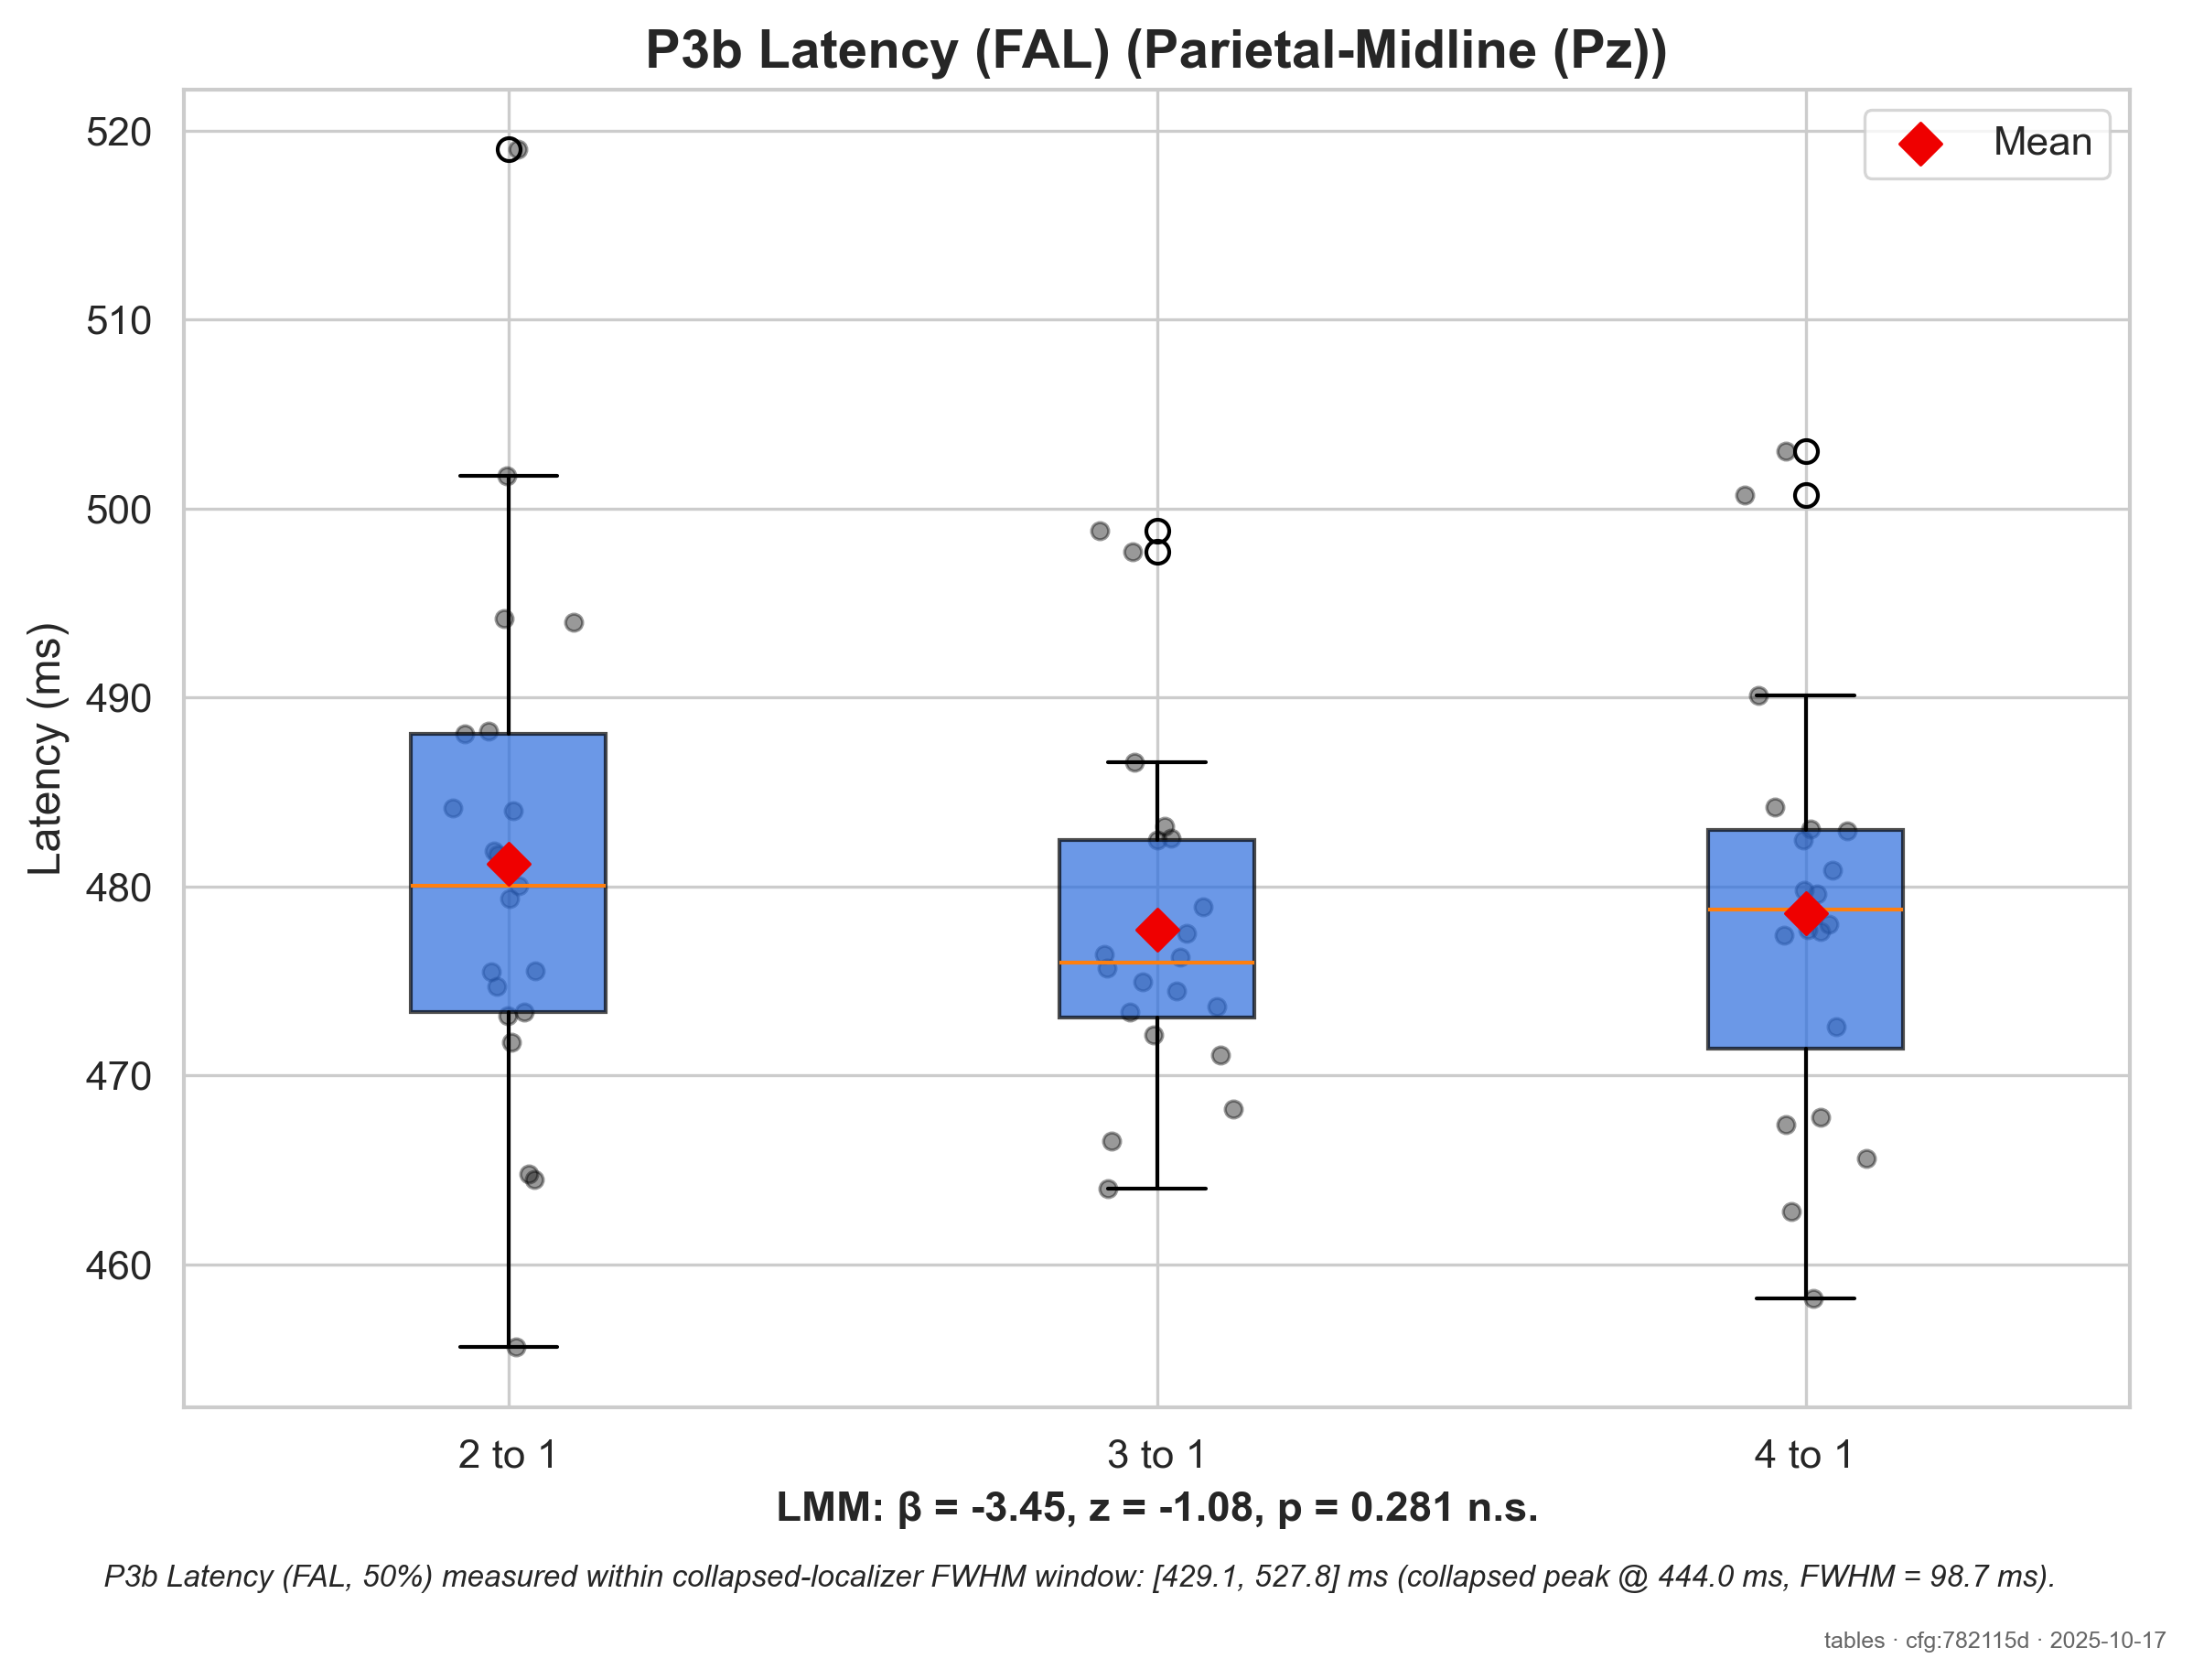 P3b Latency (FAL) (Parietal-Midline (Pz))
Mean
Latency (ms)
520
510
500
490
480
470
460
2 to 1
3 to 1
4 to 1
LMM: β = -3.45, z = -1.08, p = 0.281 n.s.
P3b Latency (FAL, 50%) measured within collapsed-localizer FWHM window: [429.1, 527.8] ms (collapsed peak @ 444.0 ms, FWHM = 98.7 ms).
tables · cfg:782115d · 2025-10-17